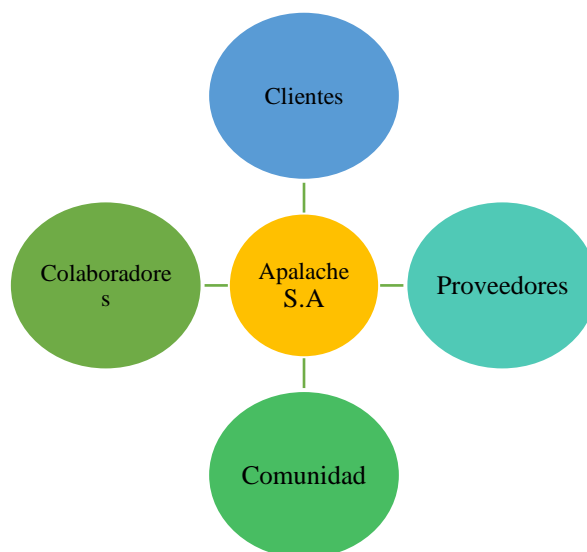 Clientes
Colaboradore
s
Apalache
S.A
Proveedores
Comunidad